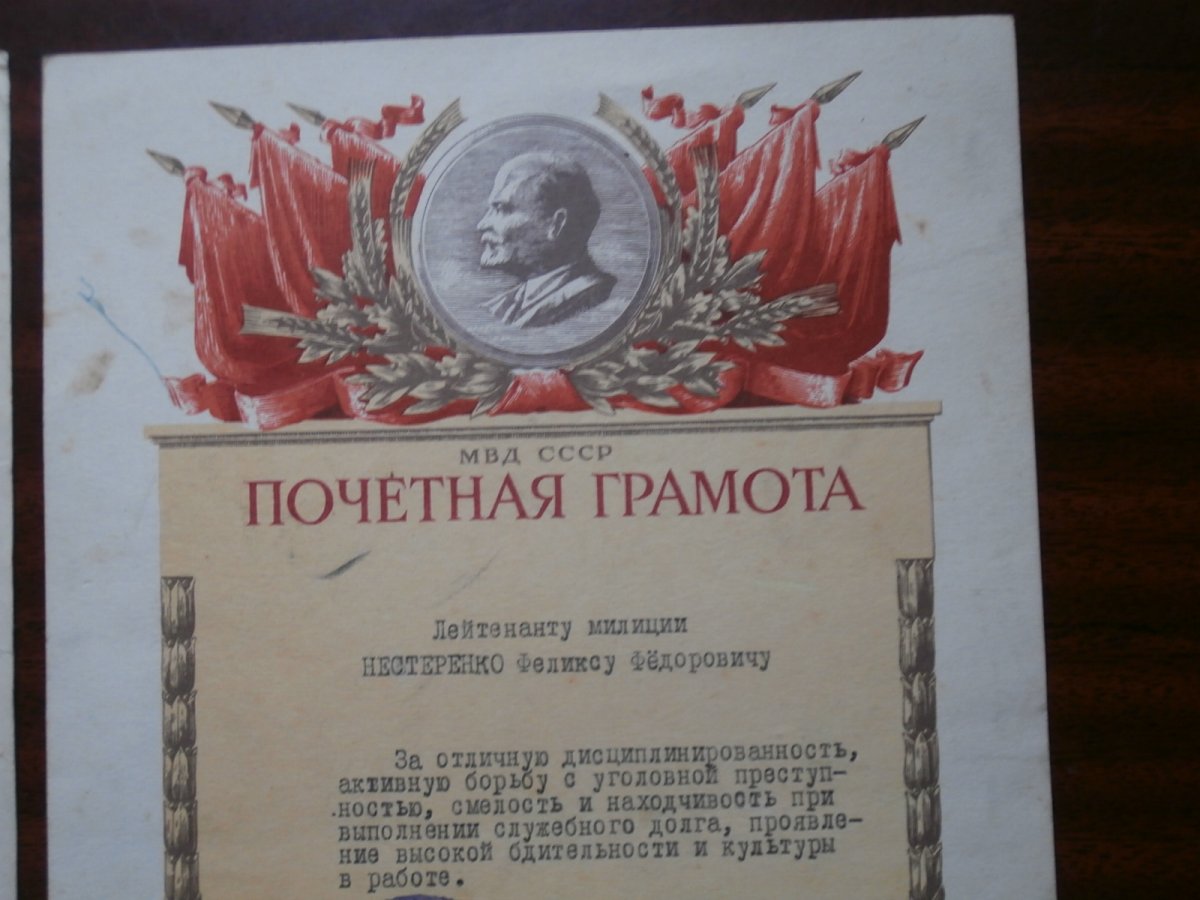 МВД СССР
ПОЧЁТНАЯ ГРАМОТА
Лейтенанту милиции
НЕСТЕРЕНКО Феликсу Фёдоровичу
За отличную дисциплинированность,
активную борьбу с уголовной преступ-
ностью, смелость и находчивость при
выполнении служебного долга, проявле-
ние высокой бдительности и культуры
в работе.